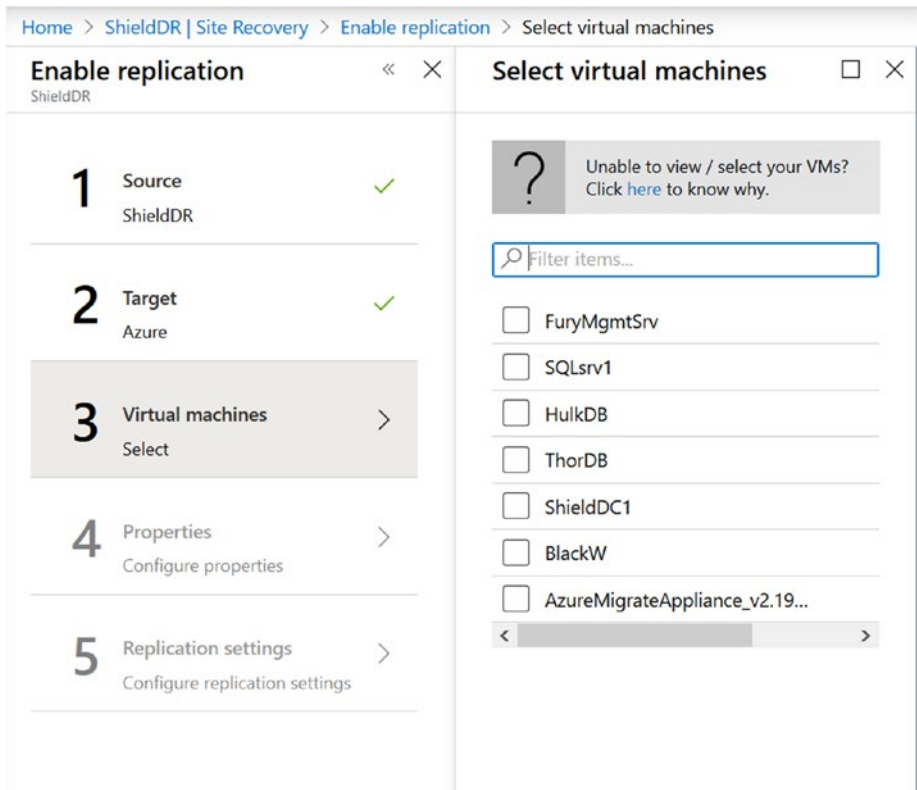 Home > ShieldDR | Site Recovery > Enable replication > Select virtual machines
Enable replication
ShieldDR
1
Source
ShieldDR
2
Target
Azure
3
Virtual machines
Select
4
Properties
Configure properties
5
Replication settings
Configure replication settings
Select virtual machines
?
Unable to view / select your VMs?
Click here to know why.
Filter items...
FuryMgmtSrv
SQLsrv1
HulkDB
ThorDB
ShieldDC1
BlackW
AzureMigrateAppliance_v2.19...